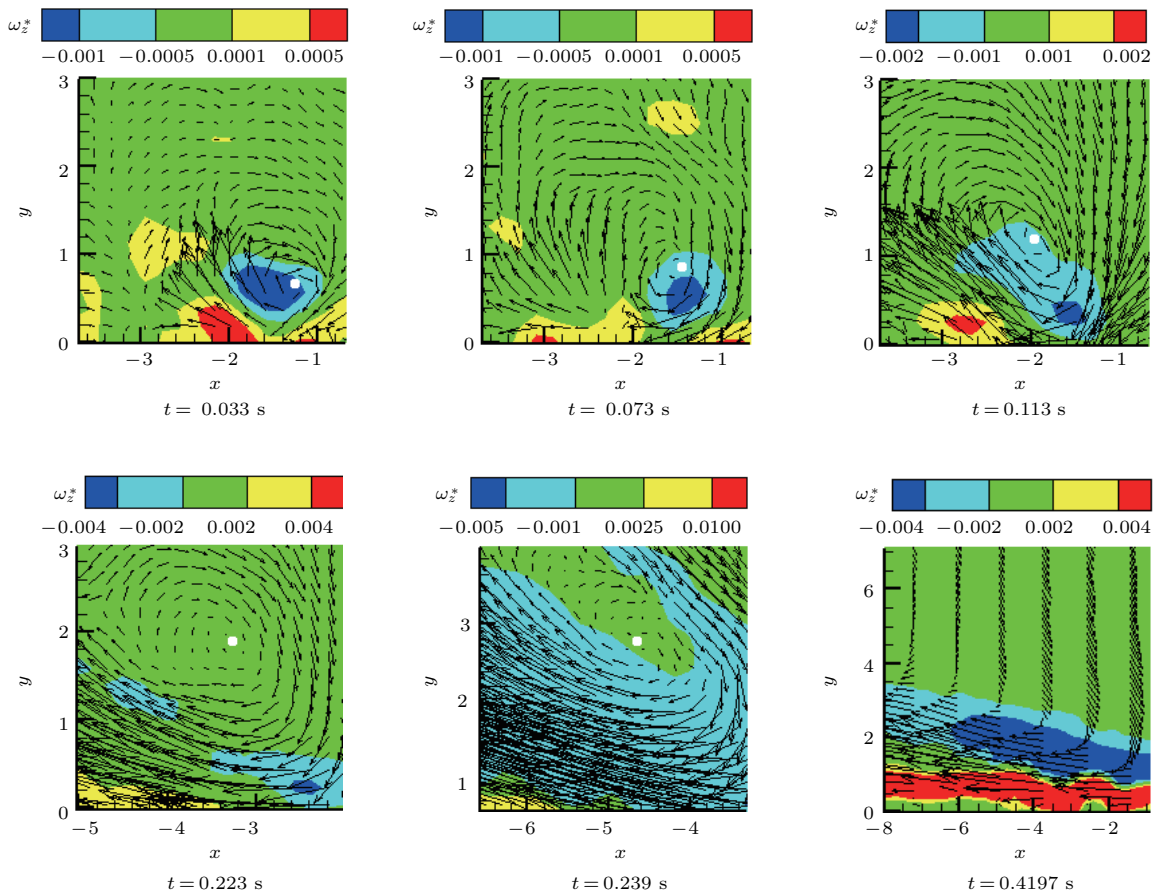 ω_z^* ω_z^* ω_z^*
−0.001 −0.0005 0.0001 0.0005 −0.001 −0.0005 0.0001 0.0005 −0.002 −0.001 0.001 0.002
3 3 3
2 2 2
y y y
1 1 1
0 0 0
−3 −2 −1 −3 −2 −1 −3 −2 −1
x x x
t = 0.033 s t = 0.073 s t = 0.113 s
ω_z^* ω_z^* ω_z^*
−0.004 −0.002 0.002 0.004 −0.005 −0.001 0.0025 0.0100 −0.004 −0.002 0.002 0.004
3 3 6
2 2 4
y y y
1 1 2
0 0
−5 −4 −3 −6 −5 −4 −8 −6 −4 −2
x x x
t = 0.223 s t = 0.239 s t = 0.4197 s